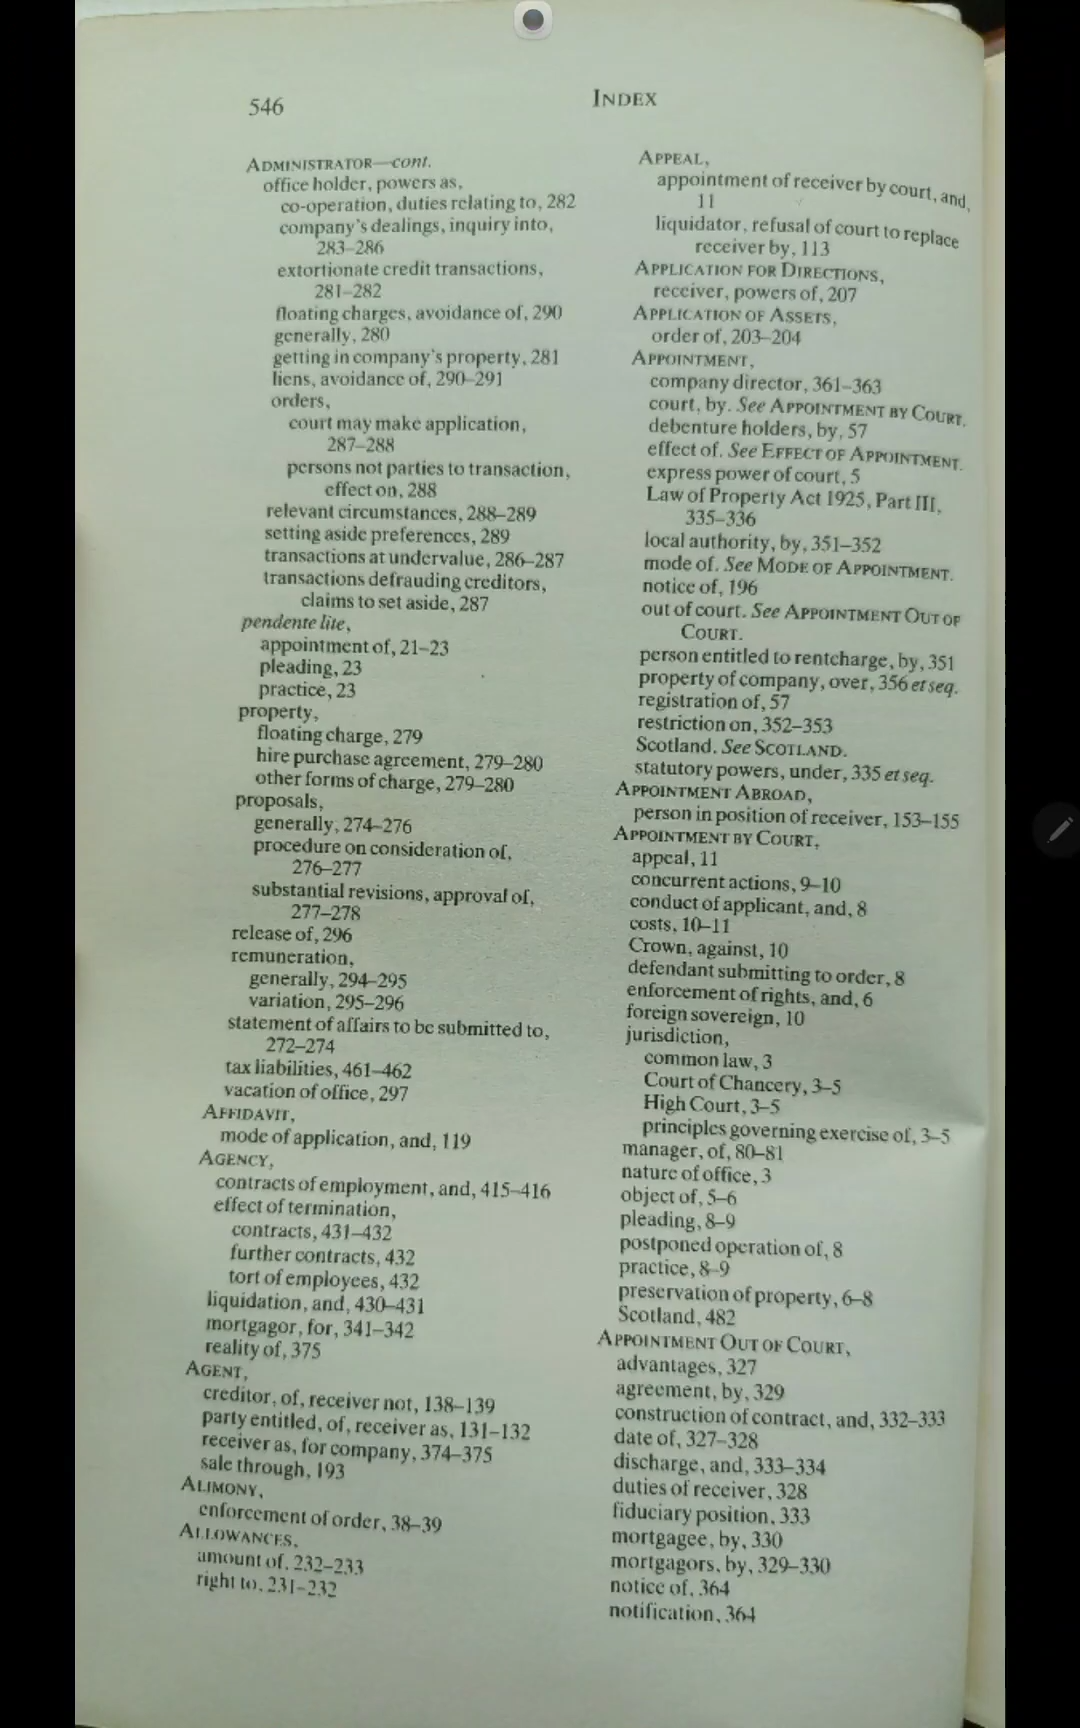 546
INDEX
ADMINISTRATOR—cont.
office holder, powers as,
co-operation, duties relating to, 282
company's dealings, inquiry into,
283–286
extortionate credit transactions,
281–282
floating charges, avoidance of, 290
generally, 280
getting in company's property, 281
liens, avoidance of, 290–291
orders,
court may make application,
287–288
persons not parties to transaction,
effect on, 288
relevant circumstances, 288–289
setting aside preferences, 289
transactions at undervalue, 286–287
transactions defrauding creditors,
claims to set aside, 287
pendente lite,
appointment of, 21–23
pleading, 23
practice, 23
property,
floating charge, 279
hire purchase agreement, 279–280
other forms of charge, 279–280
proposals,
generally, 274–276
procedure on consideration of,
276–277
substantial revisions, approval of,
277–278
release of, 296
remuneration,
generally, 294–295
variation, 295–296
statement of affairs to be submitted to,
272–274
tax liabilities, 461–462
vacation of office, 297
AFFIDAVIT,
mode of application, and, 119
AGENCY,
contracts of employment, and, 415–416
effect of termination,
contracts, 431–432
further contracts, 432
tort of employees, 432
liquidation, and, 430–431
mortgagor, for, 341–342
reality of, 375
AGENT,
creditor, of, receiver not, 138–139
party entitled, of, receiver as, 131–132
receiver as, for company, 374–375
sale through, 193
ALIMONY,
enforcement of order, 38–39
ALLOWANCES,
amount of, 232–233
right to, 231–232
APPEAL,
appointment of receiver by court, and,
11
liquidator, refusal of court to replace
receiver by, 113
APPLICATION FOR DIRECTIONS,
receiver, powers of, 207
APPLICATION OF ASSETS,
order of, 203–204
APPOINTMENT,
company director, 361–363
court, by. See APPOINTMENT BY COURT.
debenture holders, by, 57
effect of. See EFFECT OF APPOINTMENT.
express power of court, 5
Law of Property Act 1925, Part III,
335–336
local authority, by, 351–352
mode of. See MODE OF APPOINTMENT.
notice of, 196
out of court. See APPOINTMENT OUT OF
COURT.
person entitled to rentcharge, by, 351
property of company, over, 356 et seq.
registration of, 57
restriction on, 352–353
Scotland. See SCOTLAND.
statutory powers, under, 335 et seq.
APPOINTMENT ABROAD,
person in position of receiver, 153–155
APPOINTMENT BY COURT,
appeal, 11
concurrent actions, 9–10
conduct of applicant, and, 8
costs, 10–11
Crown, against, 10
defendant submitting to order, 8
enforcement of rights, and, 6
foreign sovereign, 10
jurisdiction,
common law, 3
Court of Chancery, 3–5
High Court, 3–5
principles governing exercise of, 3–5
manager, of, 80–81
nature of office, 3
object of, 5–6
pleading, 8–9
postponed operation of, 8
practice, 8–9
preservation of property, 6–8
Scotland, 482
APPOINTMENT OUT OF COURT,
advantages, 327
agreement, by, 329
construction of contract, and, 332–333
date of, 327–328
discharge, and, 333–334
duties of receiver, 328
fiduciary position, 333
mortgagee, by, 330
mortgagors, by, 329–330
notice of, 364
notification, 364